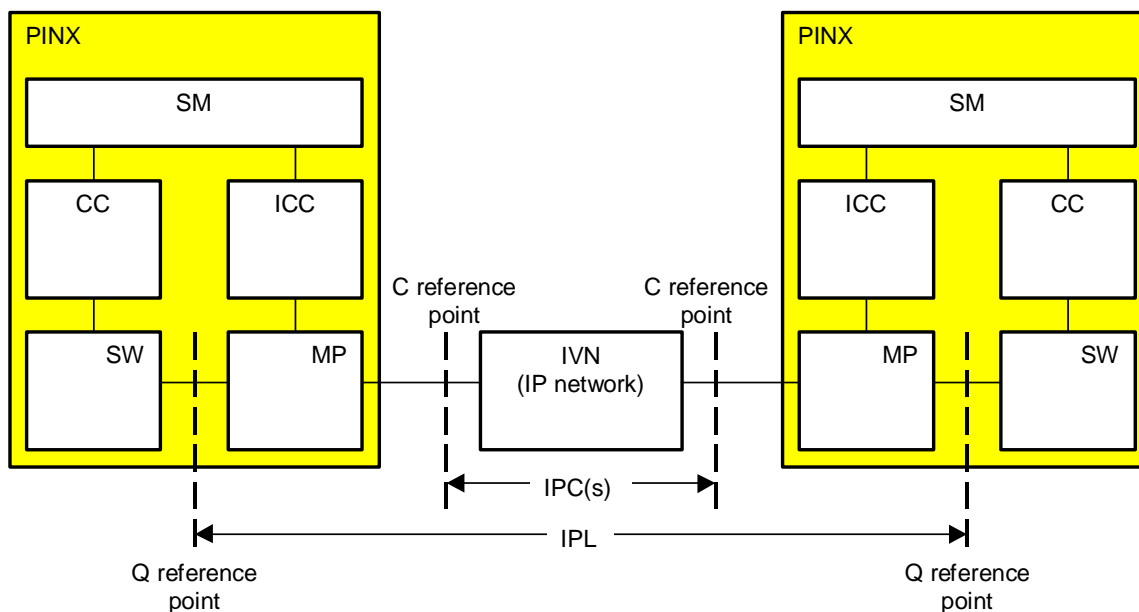 PINX
SM
CC
ICC
SW
MP
Q reference
point
C reference
point
IVN
(IP network)
C reference
point
IPC(s)
IPL
PINX
SM
ICC
CC
MP
SW
Q reference
point